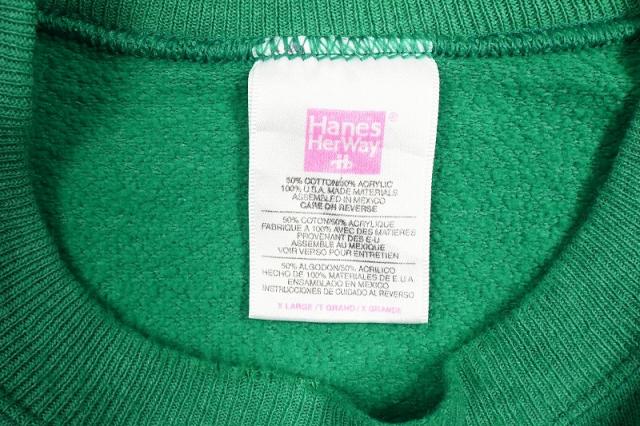 Hanes
HerWay
®
50% COTTON/50% ACRYLIC
100% U.S.A. MADE MATERIALS
ASSEMBLED IN MEXICO
CARE ON REVERSE
50% COTON/50% ACRYLIQUE
FABRIQUE A 100% AVEC DES MATIERES
PROVENANT DES E-U
ASSEMBLE AU MEXIQUE
VOIR VERSO POUR ENTRETIEN
50% ALGODON/50% ACRILICO
HECHO DE 100% MATERIALES DE E.U.A.
ENSAMBLADO EN MEXICO
INSTRUCCIONES DE CUIDADO AL REVERSO
X LARGE / T GRAND / X GRANDE